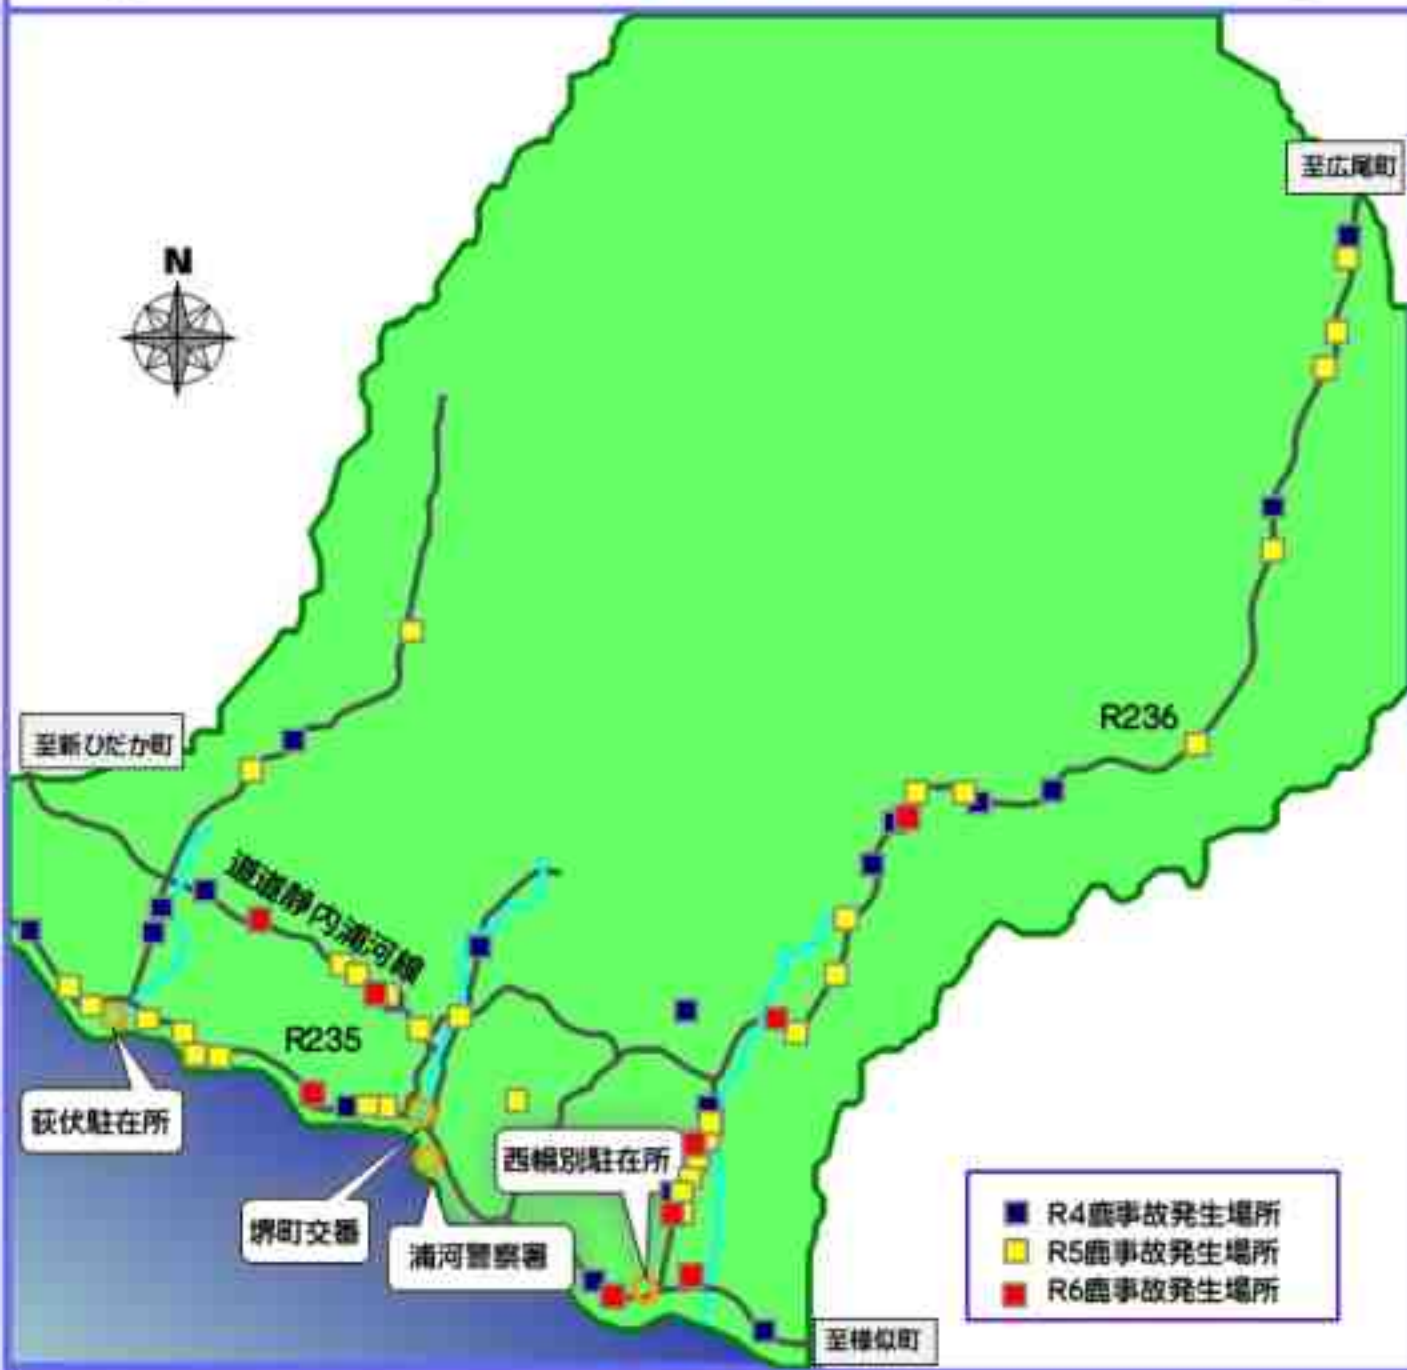 至広尾町
N
R236
至新ひだか町
道道静内浦河線
R235
荻伏駐在所
西幌別駐在所
堺町交番
浦河警察署
R4鹿事故発生場所
R5鹿事故発生場所
R6鹿事故発生場所
至様似町